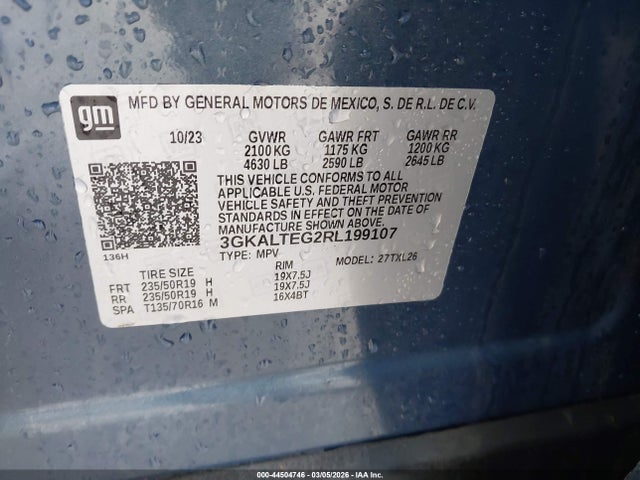 gm
MFD BY GENERAL MOTORS DE MEXICO, S. DE R.L. DE C.V.
10/23 GVWR GAWR FRT GAWR RR
2100 KG 1175 KG 1200 KG
4630 LB 2590 LB 2645 LB
THIS VEHICLE CONFORMS TO ALL
APPLICABLE U.S. FEDERAL MOTOR
VEHICLE SAFETY AND THEFT PREVENTION
STANDARDS IN EFFECT ON THE DATE OF
MANUFACTURE SHOWN ABOVE.
3GKALTEG2RL199107
136H
TYPE: MPV MODEL: 27TXL26
TIRE SIZE RIM
FRT 235/50R19 H 19X7.5J
RR 235/50R19 H 19X7.5J
SPA T135/70R16 M 16X4BT
000-44504746 - 03/05/2026 - IAA Inc.